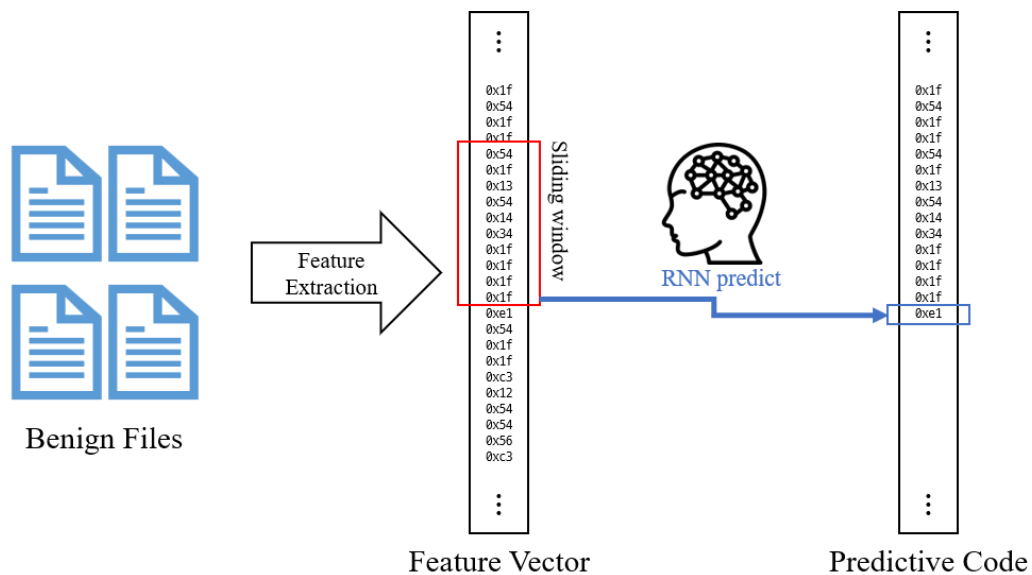 Benign Files
Feature
Extraction
⋮
0x1f
0x54
0x1f
0x1f
0x54
0x1f
0x13
0x54
0x14
0x34
0x1f
0x1f
0x1f
0x1f
0xe1
0x54
0x1f
0x1f
0xc3
0x12
0x54
0x54
0x56
0xc3
⋮
Feature Vector
Sliding window
RNN predict
⋮
0x1f
0x54
0x1f
0x1f
0x54
0x1f
0x13
0x54
0x14
0x34
0x1f
0x1f
0x1f
0x1f
0xe1
⋮
Predictive Code